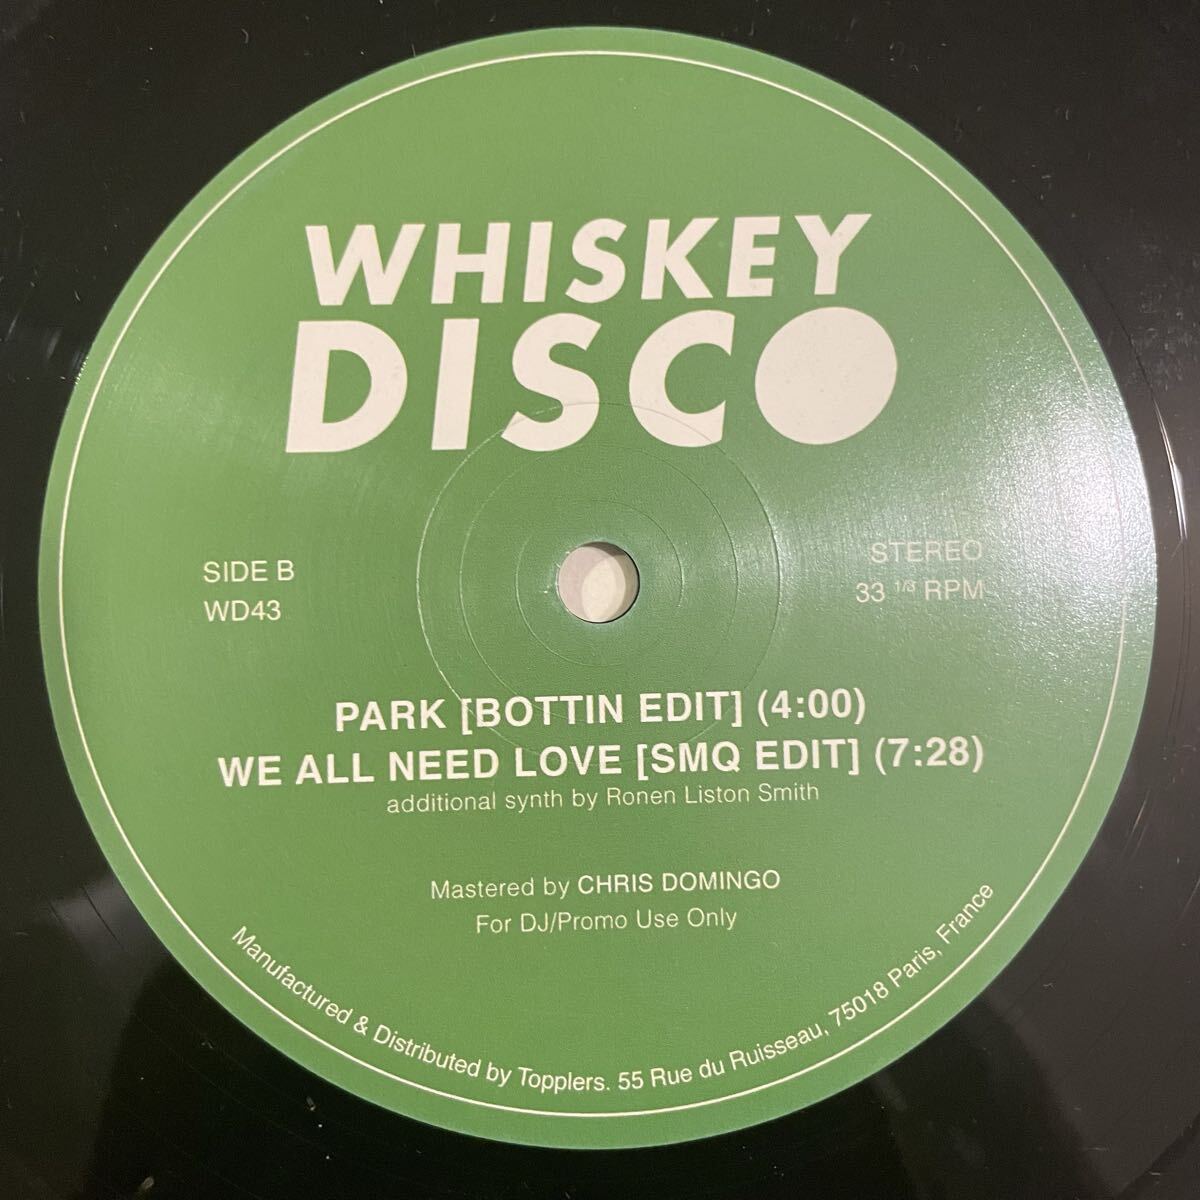 WHISKEY
DISCO
SIDE B
WD43
STEREO
33 1/3 RPM
PARK [BOTTIN EDIT] (4:00)
WE ALL NEED LOVE [SMQ EDIT] (7:28)
additional synth by Ronen Liston Smith
Mastered by CHRIS DOMINGO
For DJ/Promo Use Only
Manufactured & Distributed by Topplers. 55 Rue du Ruisseau, 75018 Paris, France